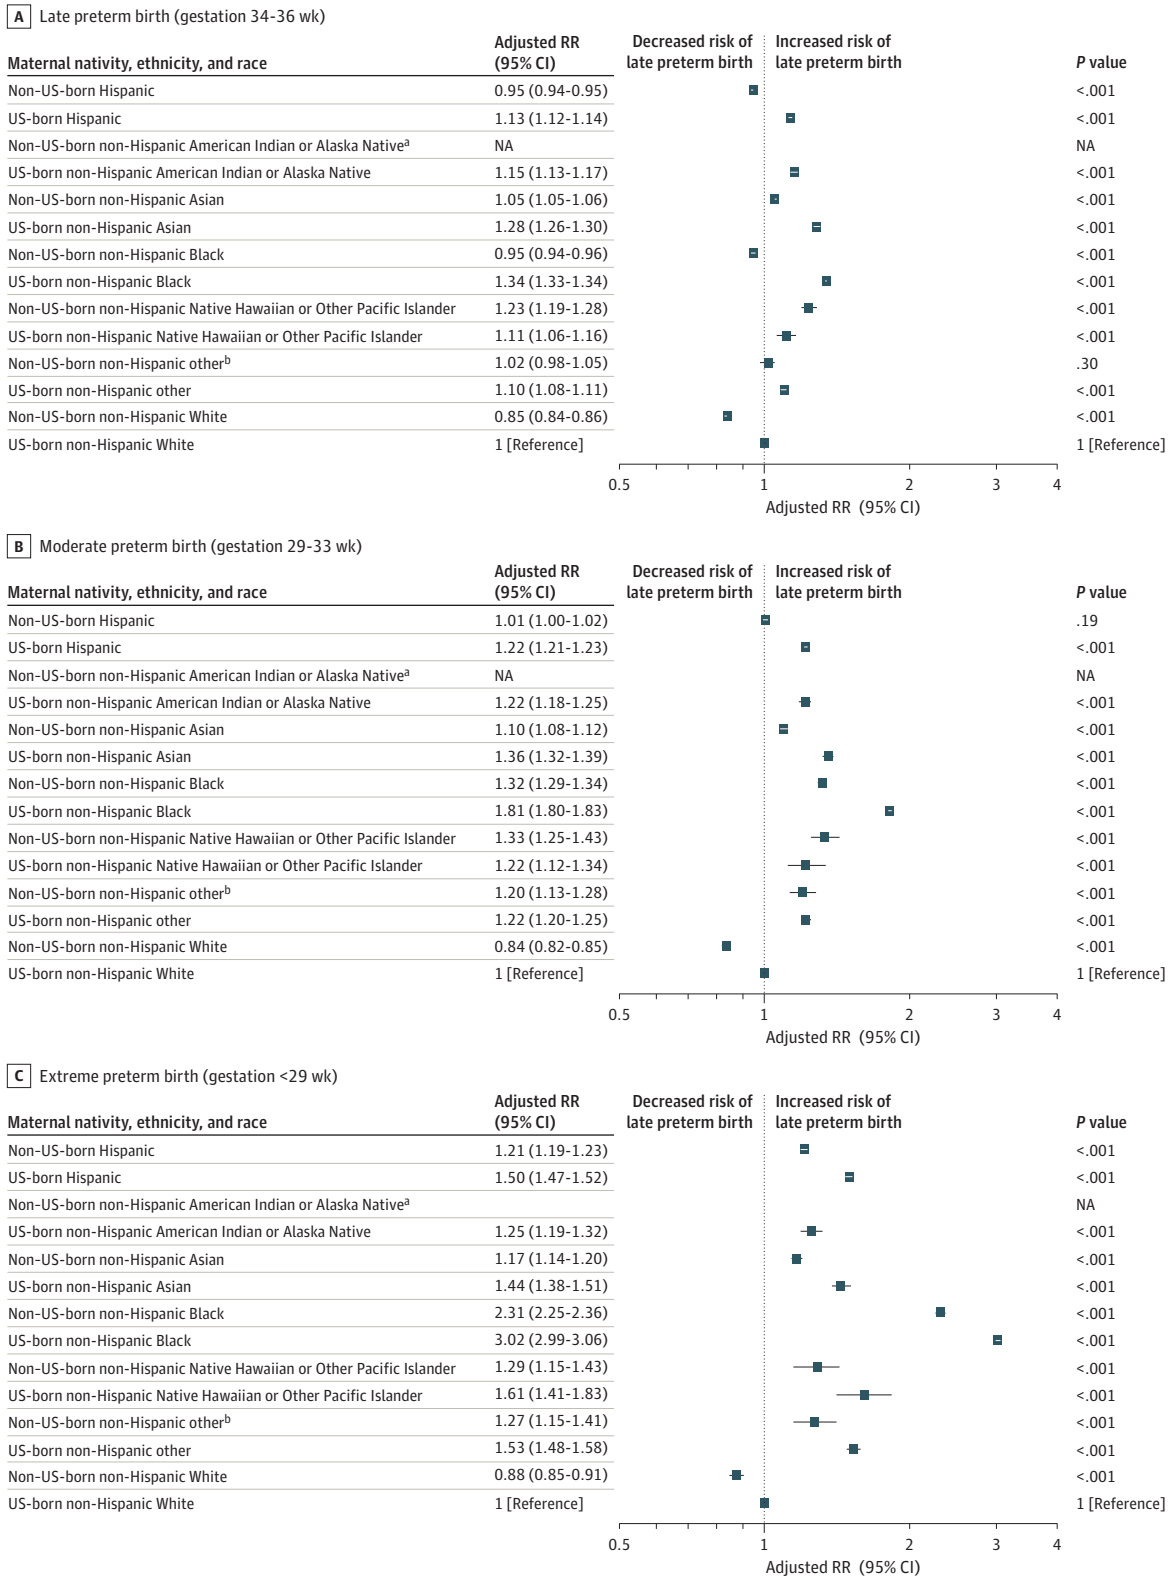 A Late preterm birth (gestation 34-36 wk)
Maternal nativity, ethnicity, and race Adjusted RR (95% CI) Decreased risk of late preterm birth Increased risk of late preterm birth P value
Non-US-born Hispanic 0.95 (0.94-0.95) <.001
US-born Hispanic 1.13 (1.12-1.14) <.001
Non-US-born non-Hispanic American Indian or Alaska Nativeᵃ NA NA
US-born non-Hispanic American Indian or Alaska Native 1.15 (1.13-1.17) <.001
Non-US-born non-Hispanic Asian 1.05 (1.05-1.06) <.001
US-born non-Hispanic Asian 1.28 (1.26-1.30) <.001
Non-US-born non-Hispanic Black 0.95 (0.94-0.96) <.001
US-born non-Hispanic Black 1.34 (1.33-1.34) <.001
Non-US-born non-Hispanic Native Hawaiian or Other Pacific Islander 1.23 (1.19-1.28) <.001
US-born non-Hispanic Native Hawaiian or Other Pacific Islander 1.11 (1.06-1.16) <.001
Non-US-born non-Hispanic otherᵇ 1.02 (0.98-1.05) .30
US-born non-Hispanic other 1.10 (1.08-1.11) <.001
Non-US-born non-Hispanic White 0.85 (0.84-0.86) <.001
US-born non-Hispanic White 1 [Reference] 1 [Reference]
0.5 1 2 3 4
Adjusted RR (95% CI)
B Moderate preterm birth (gestation 29-33 wk)
Maternal nativity, ethnicity, and race Adjusted RR (95% CI) Decreased risk of late preterm birth Increased risk of late preterm birth P value
Non-US-born Hispanic 1.01 (1.00-1.02) .19
US-born Hispanic 1.22 (1.21-1.23) <.001
Non-US-born non-Hispanic American Indian or Alaska Nativeᵃ NA NA
US-born non-Hispanic American Indian or Alaska Native 1.22 (1.18-1.25) <.001
Non-US-born non-Hispanic Asian 1.10 (1.08-1.12) <.001
US-born non-Hispanic Asian 1.36 (1.32-1.39) <.001
Non-US-born non-Hispanic Black 1.32 (1.29-1.34) <.001
US-born non-Hispanic Black 1.81 (1.80-1.83) <.001
Non-US-born non-Hispanic Native Hawaiian or Other Pacific Islander 1.33 (1.25-1.43) <.001
US-born non-Hispanic Native Hawaiian or Other Pacific Islander 1.22 (1.12-1.34) <.001
Non-US-born non-Hispanic otherᵇ 1.20 (1.13-1.28) <.001
US-born non-Hispanic other 1.22 (1.20-1.25) <.001
Non-US-born non-Hispanic White 0.84 (0.82-0.85) <.001
US-born non-Hispanic White 1 [Reference] 1 [Reference]
0.5 1 2 3 4
Adjusted RR (95% CI)
C Extreme preterm birth (gestation <29 wk)
Maternal nativity, ethnicity, and race Adjusted RR (95% CI) Decreased risk of late preterm birth Increased risk of late preterm birth P value
Non-US-born Hispanic 1.21 (1.19-1.23) <.001
US-born Hispanic 1.50 (1.47-1.52) <.001
Non-US-born non-Hispanic American Indian or Alaska Nativeᵃ NA
US-born non-Hispanic American Indian or Alaska Native 1.25 (1.19-1.32) <.001
Non-US-born non-Hispanic Asian 1.17 (1.14-1.20) <.001
US-born non-Hispanic Asian 1.44 (1.38-1.51) <.001
Non-US-born non-Hispanic Black 2.31 (2.25-2.36) <.001
US-born non-Hispanic Black 3.02 (2.99-3.06) <.001
Non-US-born non-Hispanic Native Hawaiian or Other Pacific Islander 1.29 (1.15-1.43) <.001
US-born non-Hispanic Native Hawaiian or Other Pacific Islander 1.61 (1.41-1.83) <.001
Non-US-born non-Hispanic otherᵇ 1.27 (1.15-1.41) <.001
US-born non-Hispanic other 1.53 (1.48-1.58) <.001
Non-US-born non-Hispanic White 0.88 (0.85-0.91) <.001
US-born non-Hispanic White 1 [Reference] 1 [Reference]
0.5 1 2 3 4
Adjusted RR (95% CI)